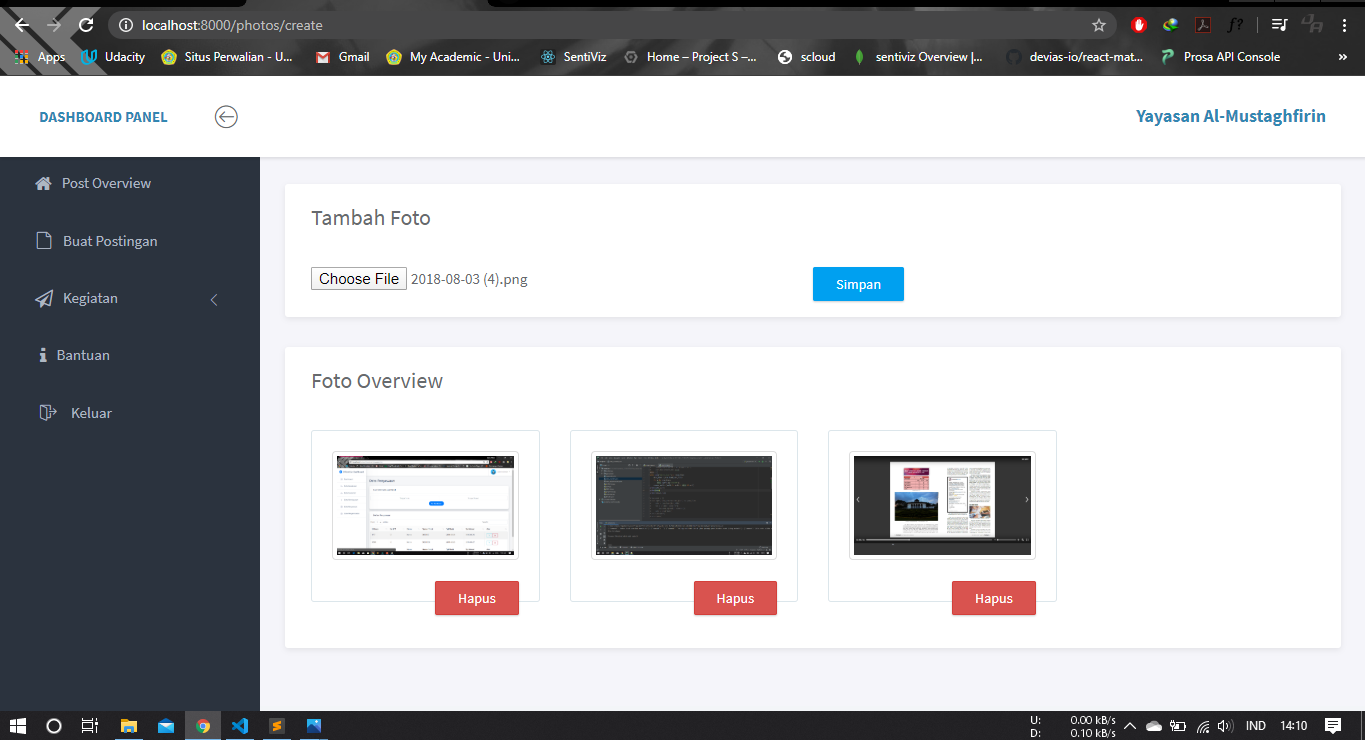 localhost:8000/photos/create
Apps Udacity Situs Perwalian - U... Gmail My Academic - Uni... SentiViz Home – Project S –... scloud sentiviz Overview |... devias-io/react-mat... Prosa API Console »
DASHBOARD PANEL
Yayasan Al-Mustaghfirin
Post Overview
Buat Postingan
Kegiatan
Bantuan
Keluar
Tambah Foto
Choose File 2018-08-03 (4).png
Simpan
Foto Overview
Hapus Hapus Hapus
U: 0.00 kB/s
D: 0.10 kB/s
IND 14:10